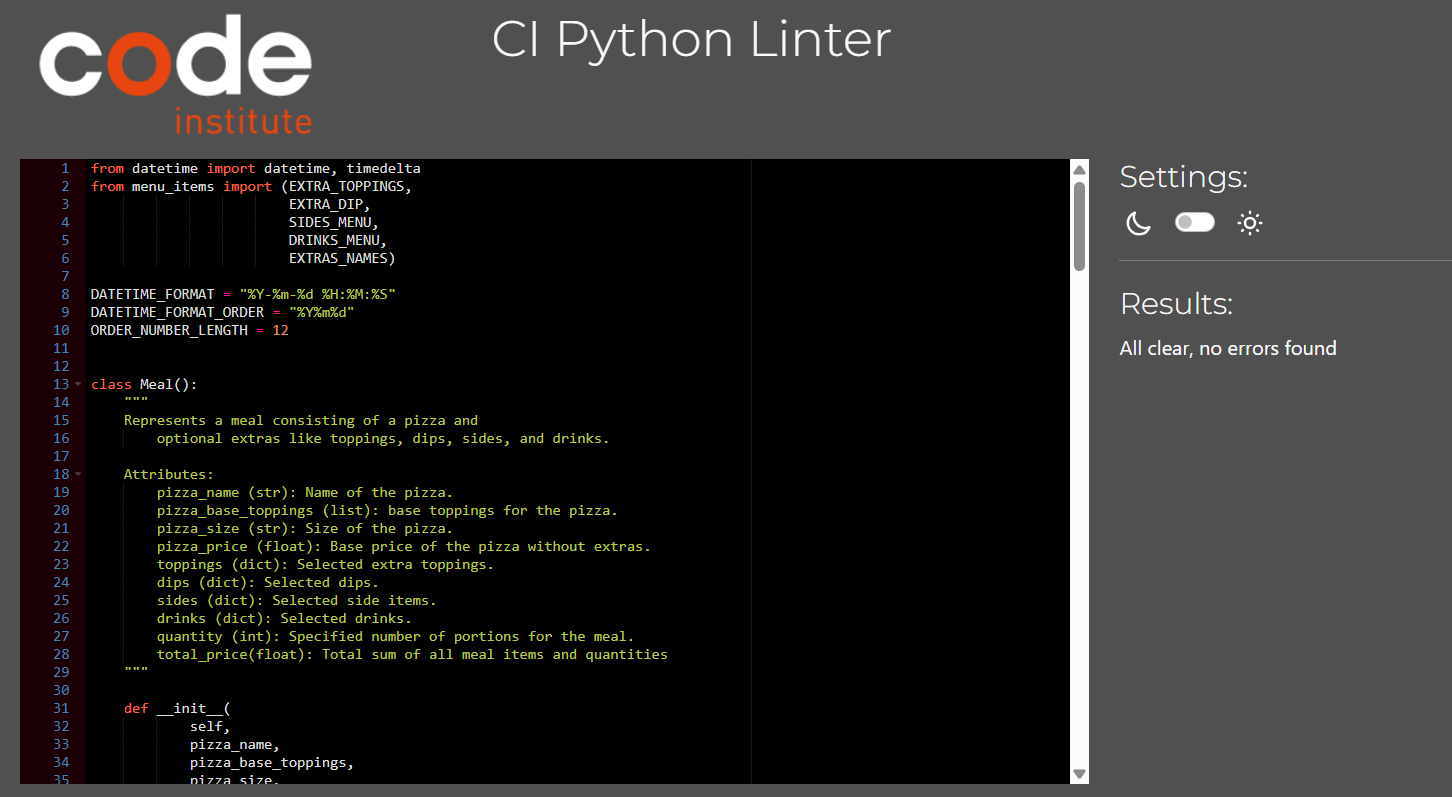 code
institute
CI Python Linter
1 from datetime import datetime, timedelta
2 from menu_items import (EXTRA_TOPPINGS,
3 EXTRA_DIP,
4 SIDES_MENU,
5 DRINKS_MENU,
6 EXTRAS_NAMES)
7
8 DATETIME_FORMAT = "%Y-%m-%d %H:%M:%S"
9 DATETIME_FORMAT_ORDER = "%Y%m%d"
10 ORDER_NUMBER_LENGTH = 12
11
12
13 class Meal():
14 """
15 Represents a meal consisting of a pizza and
16 optional extras like toppings, dips, sides, and drinks.
17
18 Attributes:
19 pizza_name (str): Name of the pizza.
20 pizza_base_toppings (list): base toppings for the pizza.
21 pizza_size (str): Size of the pizza.
22 pizza_price (float): Base price of the pizza without extras.
23 toppings (dict): Selected extra toppings.
24 dips (dict): Selected dips.
25 sides (dict): Selected side items.
26 drinks (dict): Selected drinks.
27 quantity (int): Specified number of portions for the meal.
28 total_price(float): Total sum of all meal items and quantities
29 """
30
31 def __init__(
32 self,
33 pizza_name,
34 pizza_base_toppings,
35 pizza_size,
Settings:
Results:
All clear, no errors found